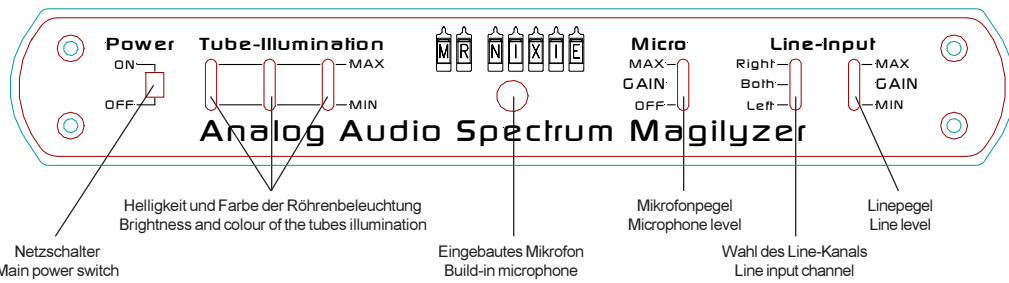 Power
ON
OFF
Tube-Illumination
MAX
MIN
MR NIXIE
Micro
MAX
GAIN
OFF
Line-Input
Right
Both
Left
MAX
GAIN
MIN
Analog Audio Spectrum Magilyzer
Helligkeit und Farbe der Röhrenbeleuchtung
Brightness and colour of the tubes illumination
Mikrofonpegel
Microphone level
Linepegel
Line level
Netzschalter
Main power switch
Eingebautes Mikrofon
Build-in microphone
Wahl des Line-Kanals
Line input channel